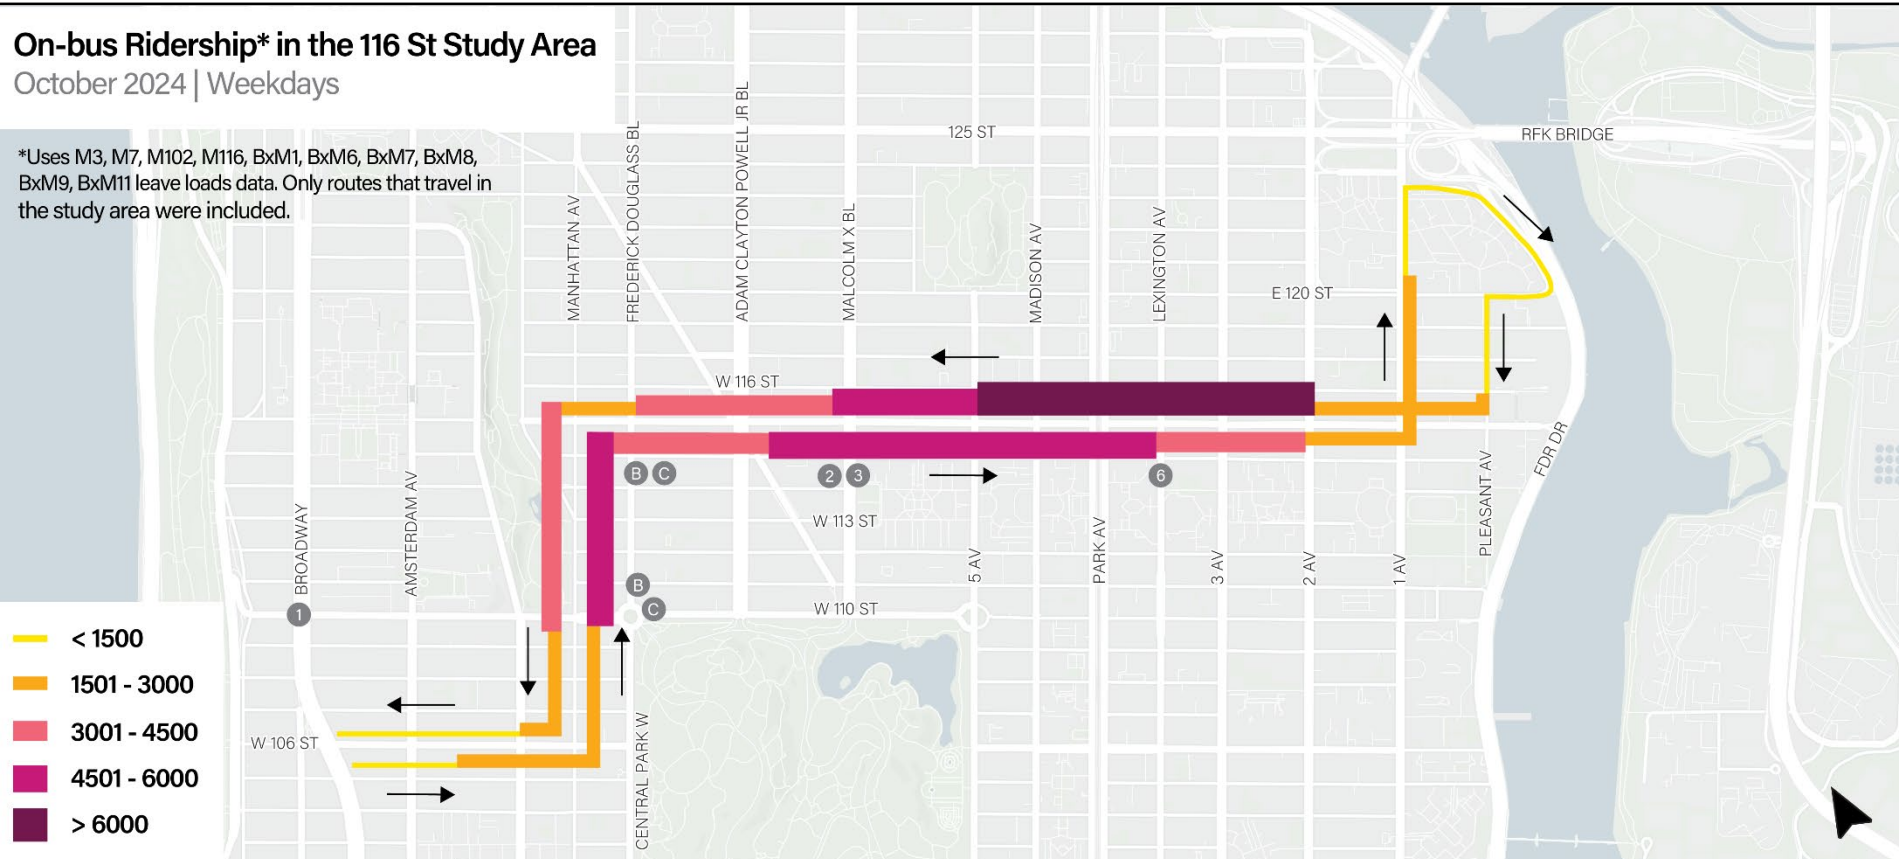 On-bus Ridership* in the 116 St Study Area
October 2024 | Weekdays
*Uses M3, M7, M102, M116, BxM1, BxM6, BxM7, BxM8,
BxM9, BxM11 leave loads data. Only routes that travel in
the study area were included.
125 ST
RFK BRIDGE
MANHATTAN AV
FREDERICK DOUGLASS BL
ADAM CLAYTON POWELL JR BL
MALCOLM X BL
MADISON AV
LEXINGTON AV
E 120 ST
W 116 ST
B C
2 3
6
BROADWAY
AMSTERDAM AV
W 113 ST
5 AV
PARK AV
3 AV
2 AV
1 AV
PLEASANT AV
FDR DR
B
C
1
W 110 ST
W 106 ST
CENTRAL PARK W
< 1500
1501 - 3000
3001 - 4500
4501 - 6000
> 6000